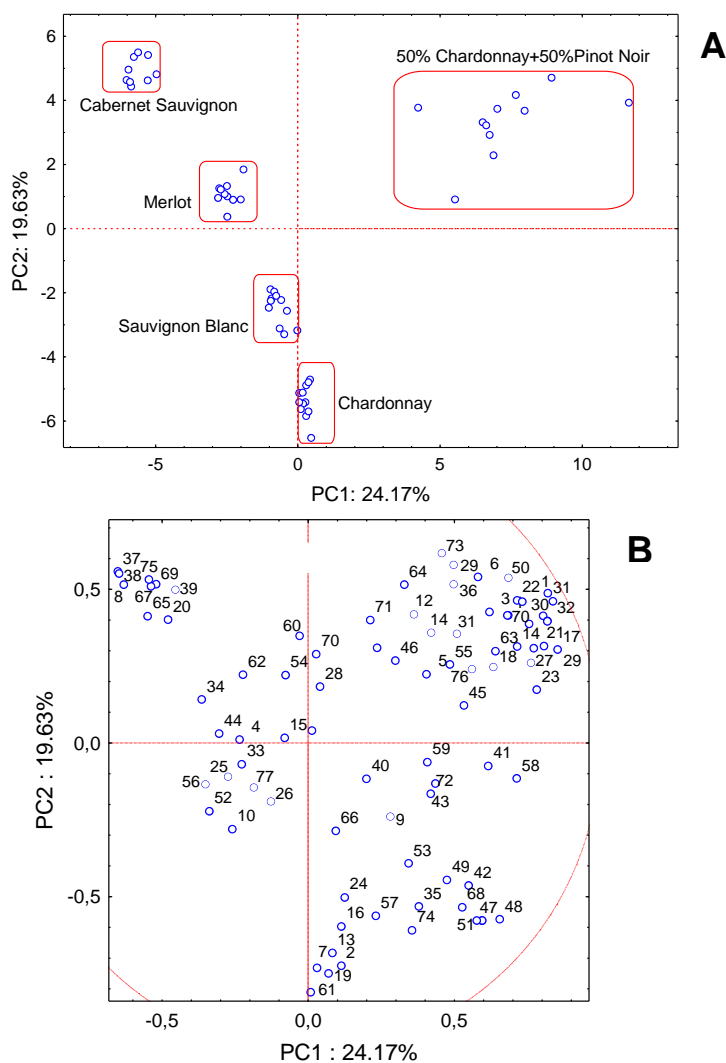 A
6
4
2
0
-2
-4
-6
PC2: 19.63%
50% Chardonnay+50%Pinot Noir
Cabernet Sauvignon
Merlot
Sauvignon Blanc
Chardonnay
-5 0 5 10
PC1: 24.17%
B
0,5
0,0
-0,5
PC2 : 19.63%
73
37 75 29 6 50
38 69 64 22 1 31
8 67 39 36 3 30 32
65 20 12 70
71 14 31 21 17
60 63 14
70 46 55 18 27 29
62 54 5
28 76 23
34 45
44 4 15
33 59 41
25 40 58
56 77 72
52 26 43
10 9
66
53
49 42
24 35 68
16 57 47 48
74 51
13
7 2
19
61
-0,5 0,0 0,5
PC1 : 24.17%